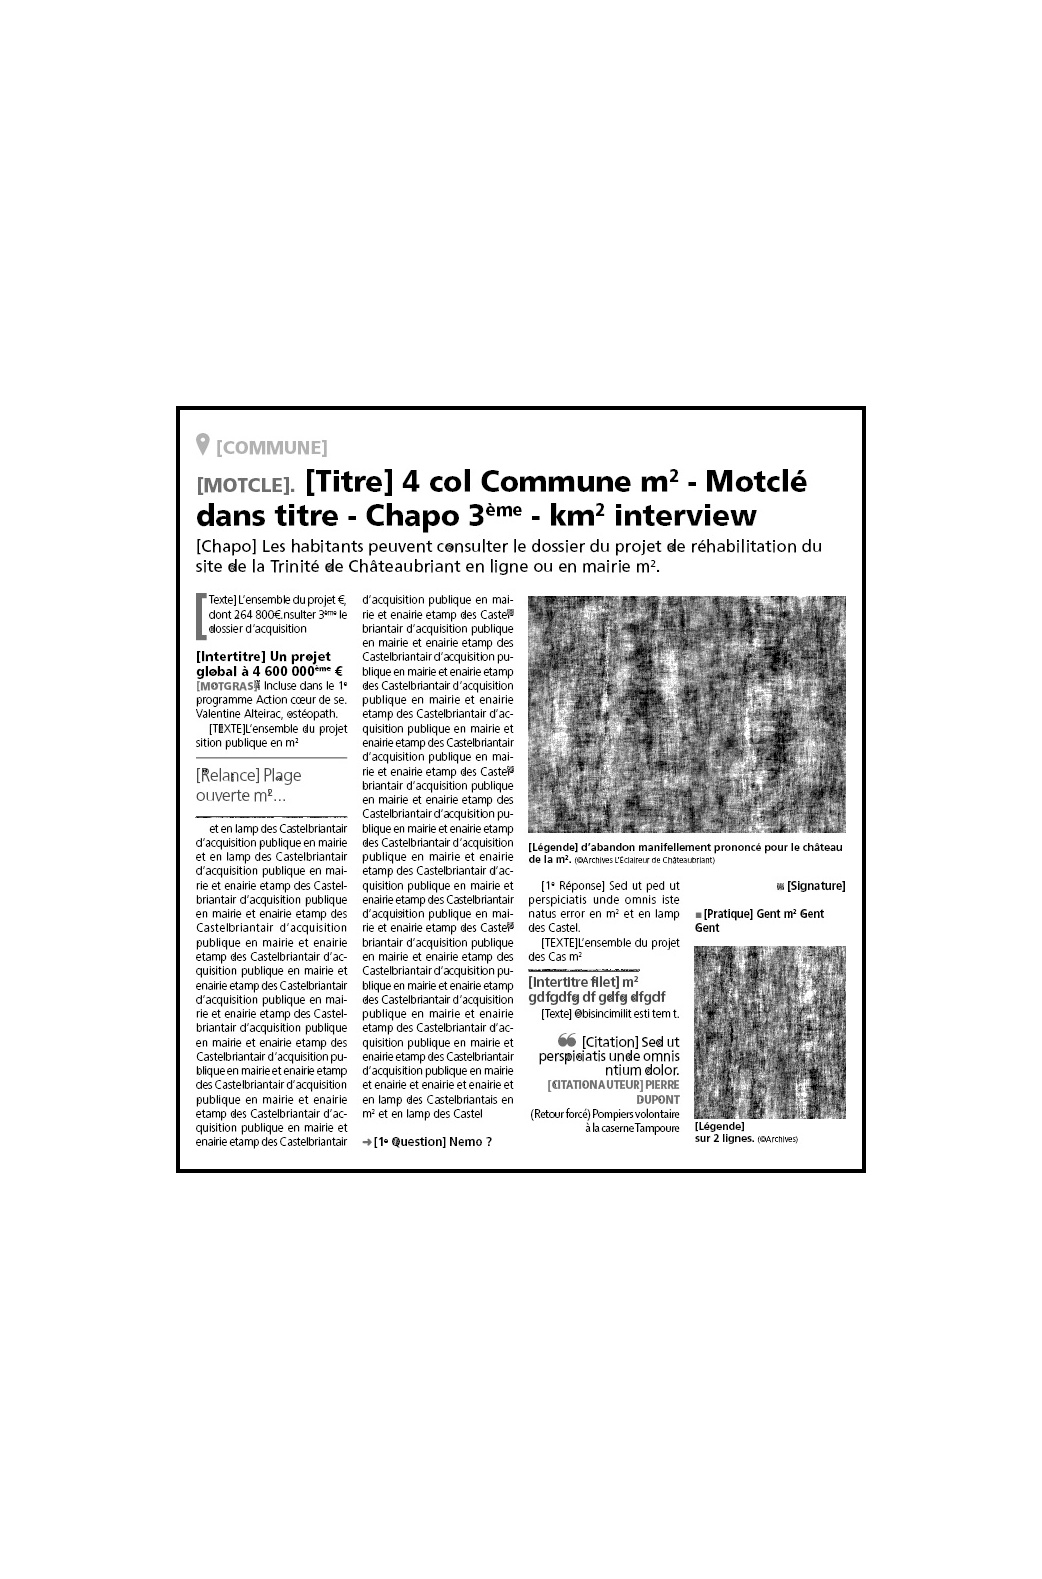 [COMMUNE]
[MOTCLE]. [Titre] 4 col Commune m² - Motclé
dans titre - Chapo 3ème - km² interview
[Chapo] Les habitants peuvent consulter le dossier du projet de réhabilitation du
site de la Trinité de Châteaubriant en ligne ou en mairie m².
[Texte] L'ensemble du projet €,
dont 264 800€.nsulter 3ème le
dossier d'acquisition
[Intertitre] Un projet
global à 4 600 000ème €
[MOTGRAS] Incluse dans le 1e
programme Action cœur de se.
Valentine Alteirac, ostéopath.
[TEXTE]L'ensemble du projet
sition publique en m²
[Relance] Plage
ouverte m²...
et en lamp des Castelbriantair
d'acquisition publique en mairie
et en lamp des Castelbriantair
d'acquisition publique en mai-
rie et enairie etamp des Castel-
briantair d'acquisition publique
en mairie et enairie etamp des
Castelbriantair d'acquisition
publique en mairie et enairie
etamp des Castelbriantair d'ac-
quisition publique en mairie et
enairie etamp des Castelbriantair
d'acquisition publique en mai-
rie et enairie etamp des Castel-
briantair d'acquisition publique
en mairie et enairie etamp des
Castelbriantair d'acquisition pu-
blique en mairie et enairie etamp
des Castelbriantair d'acquisition
publique en mairie et enairie
etamp des Castelbriantair d'ac-
quisition publique en mairie et
enairie etamp des Castelbriantair
d'acquisition publique en mai-
rie et enairie etamp des Castel-
briantair d'acquisition publique
en mairie et enairie etamp des
Castelbriantair d'acquisition pu-
blique en mairie et enairie etamp
des Castelbriantair d'acquisition
publique en mairie et enairie
etamp des Castelbriantair d'ac-
quisition publique en mairie et
enairie etamp des Castelbriantair
d'acquisition publique en mai-
rie et enairie etamp des Castel-
briantair d'acquisition publique
en mairie et enairie etamp des
Castelbriantair d'acquisition pu-
blique en mairie et enairie etamp
des Castelbriantair d'acquisition
publique en mairie et enairie
etamp des Castelbriantair d'ac-
quisition publique en mairie et
enairie etamp des Castelbriantair
d'acquisition publique en mai-
rie et enairie etamp des Castel-
briantair d'acquisition publique
en mairie et enairie etamp des
Castelbriantair d'acquisition pu-
blique en mairie et enairie etamp
des Castelbriantair d'acquisition
publique en mairie et enairie
etamp des Castelbriantair d'ac-
quisition publique en mairie et
enairie etamp des Castelbriantair
d'acquisition publique en mairie
et enairie et enairie et enairie et
en lamp des Castelbriantais en
m² et en lamp des Castel
➜ [1e Question] Nemo ?
[Légende] d'abandon manifellement prononcé pour le château
de la m². (©Archives L'Éclaireur de Châteaubriant)
[1e Réponse] Sed ut ped ut
perspiciatis unde omnis iste
natus error en m² et en lamp
des Castel.
[TEXTE]L'ensemble du projet
des Cas m²
[Intertitre filet] m²
gdfgdfg df gdfg dfgdf
[Texte] Obisincimilit esti tem t.
❝ [Citation] Sed ut
perspiciatis unde omnis
ntium dolor.
[CITATIONAUTEUR] PIERRE
DUPONT
(Retour forcé) Pompiers volontaire
à la caserne Tampoure
[Signature]
■ [Pratique] Gent m² Gent
Gent
[Légende]
sur 2 lignes. (©Archives)